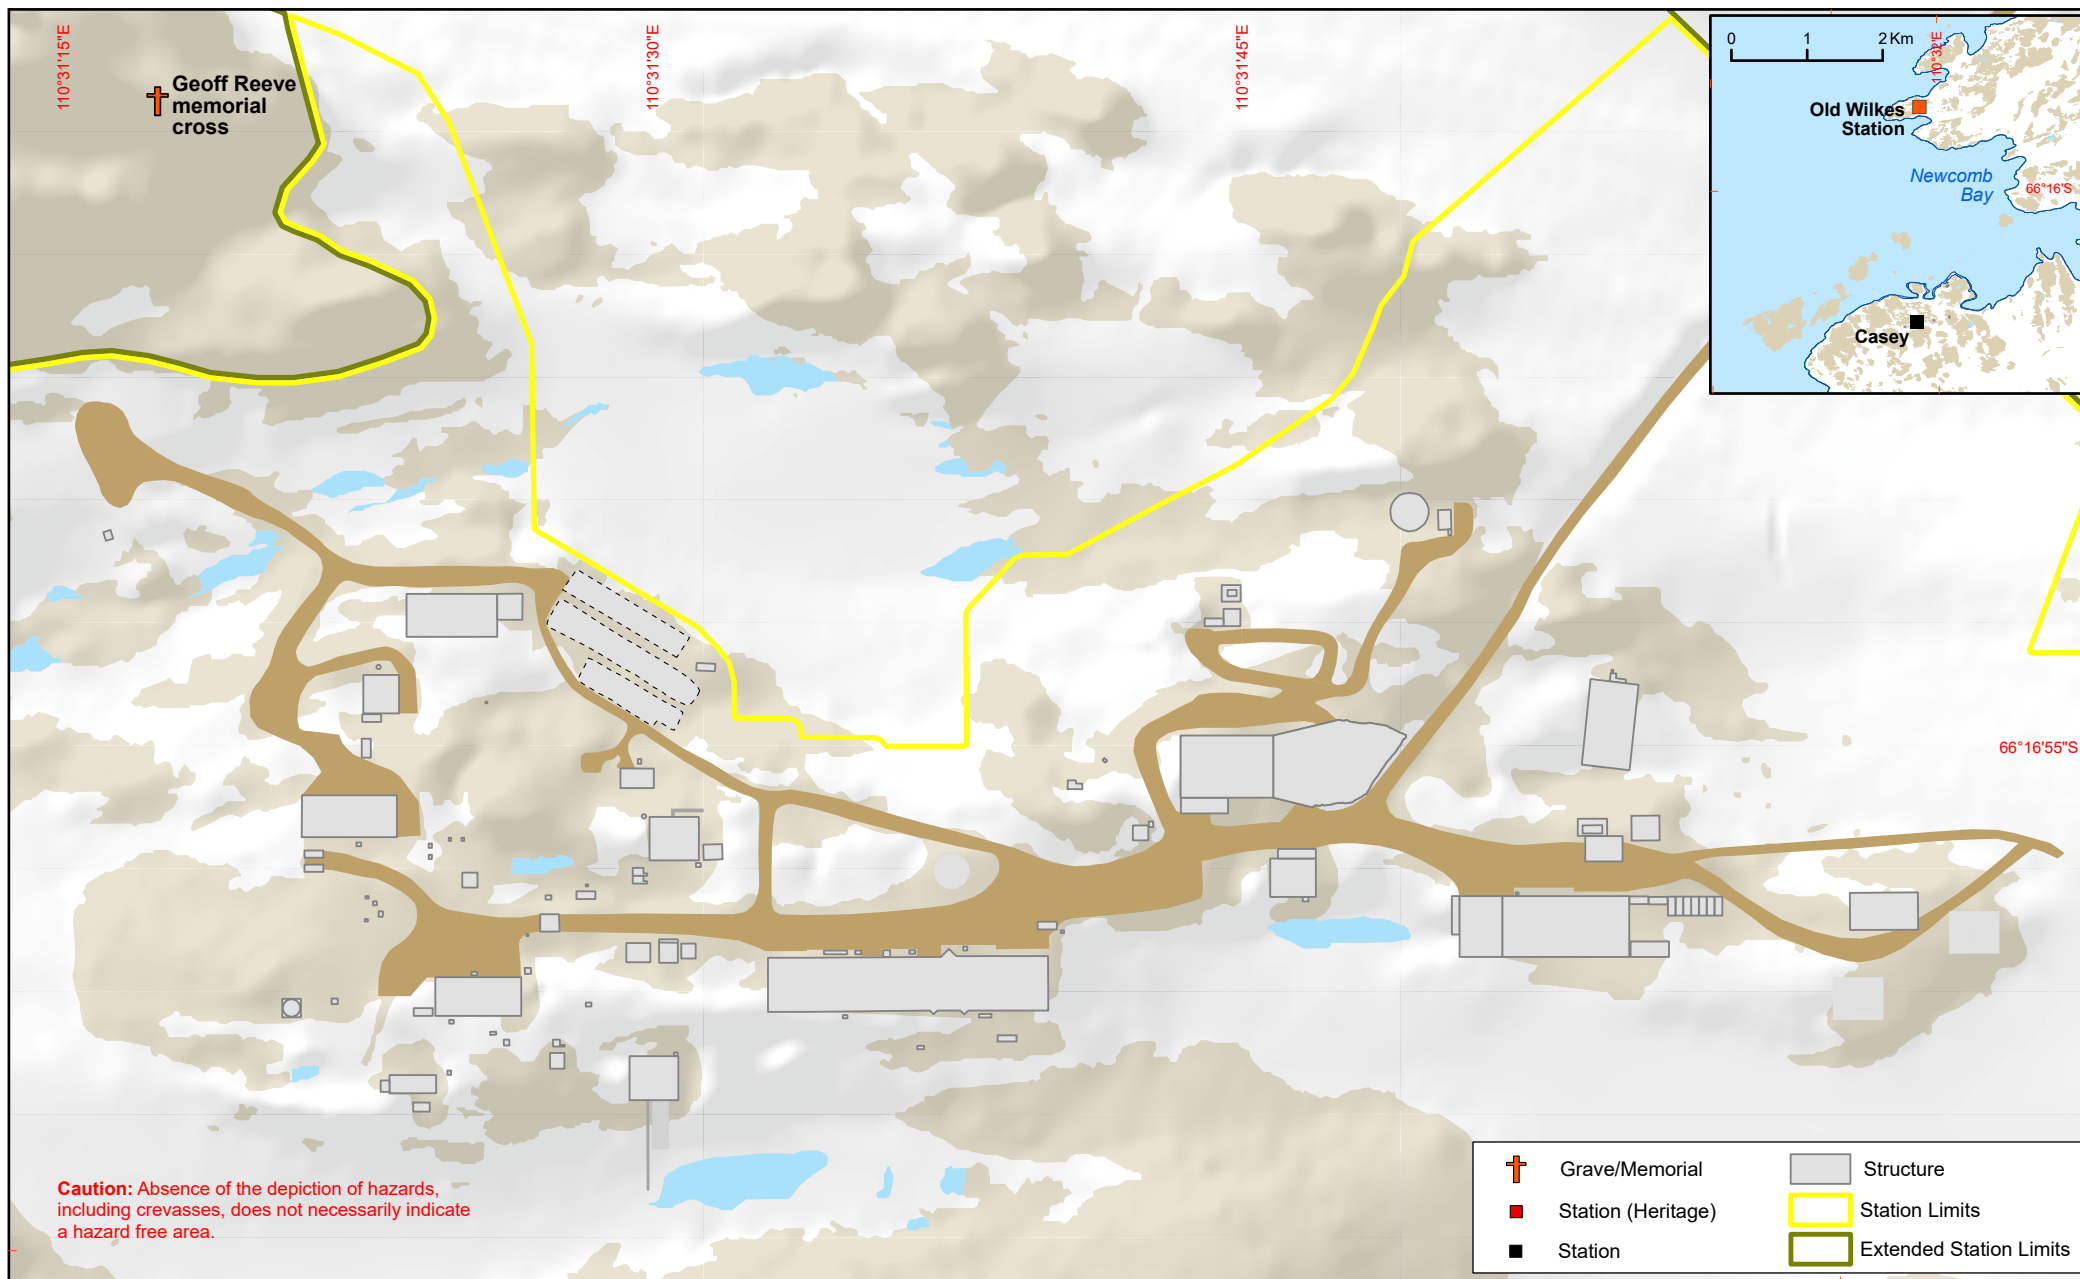 110°31'15"E
110°31'30"E
110°31'45"E
Geoff Reeve
memorial
cross
0 1 2 Km
110°32'E
Old Wilkes
Station
Newcomb
Bay
66°16'S
Casey
66°16'55"S
Caution: Absence of the depiction of hazards,
including crevasses, does not necessarily indicate
a hazard free area.
Grave/Memorial
Station (Heritage)
Station
Structure
Station Limits
Extended Station Limits